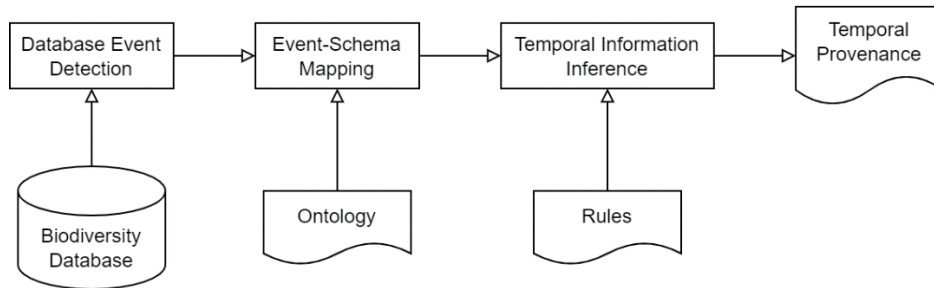 Database Event
Detection
Event-Schema
Mapping
Temporal Information
Inference
Temporal
Provenance
Biodiversity
Database
Ontology
Rules